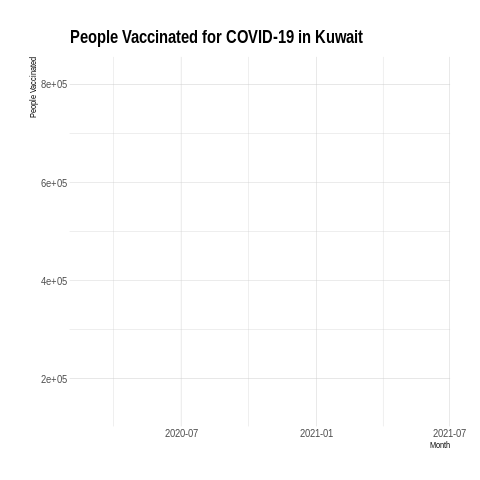 People Vaccinated for COVID-19 in Kuwait
People Vaccinated
8e+05
6e+05
4e+05
2e+05
2020-07
2021-01
2021-07
Month